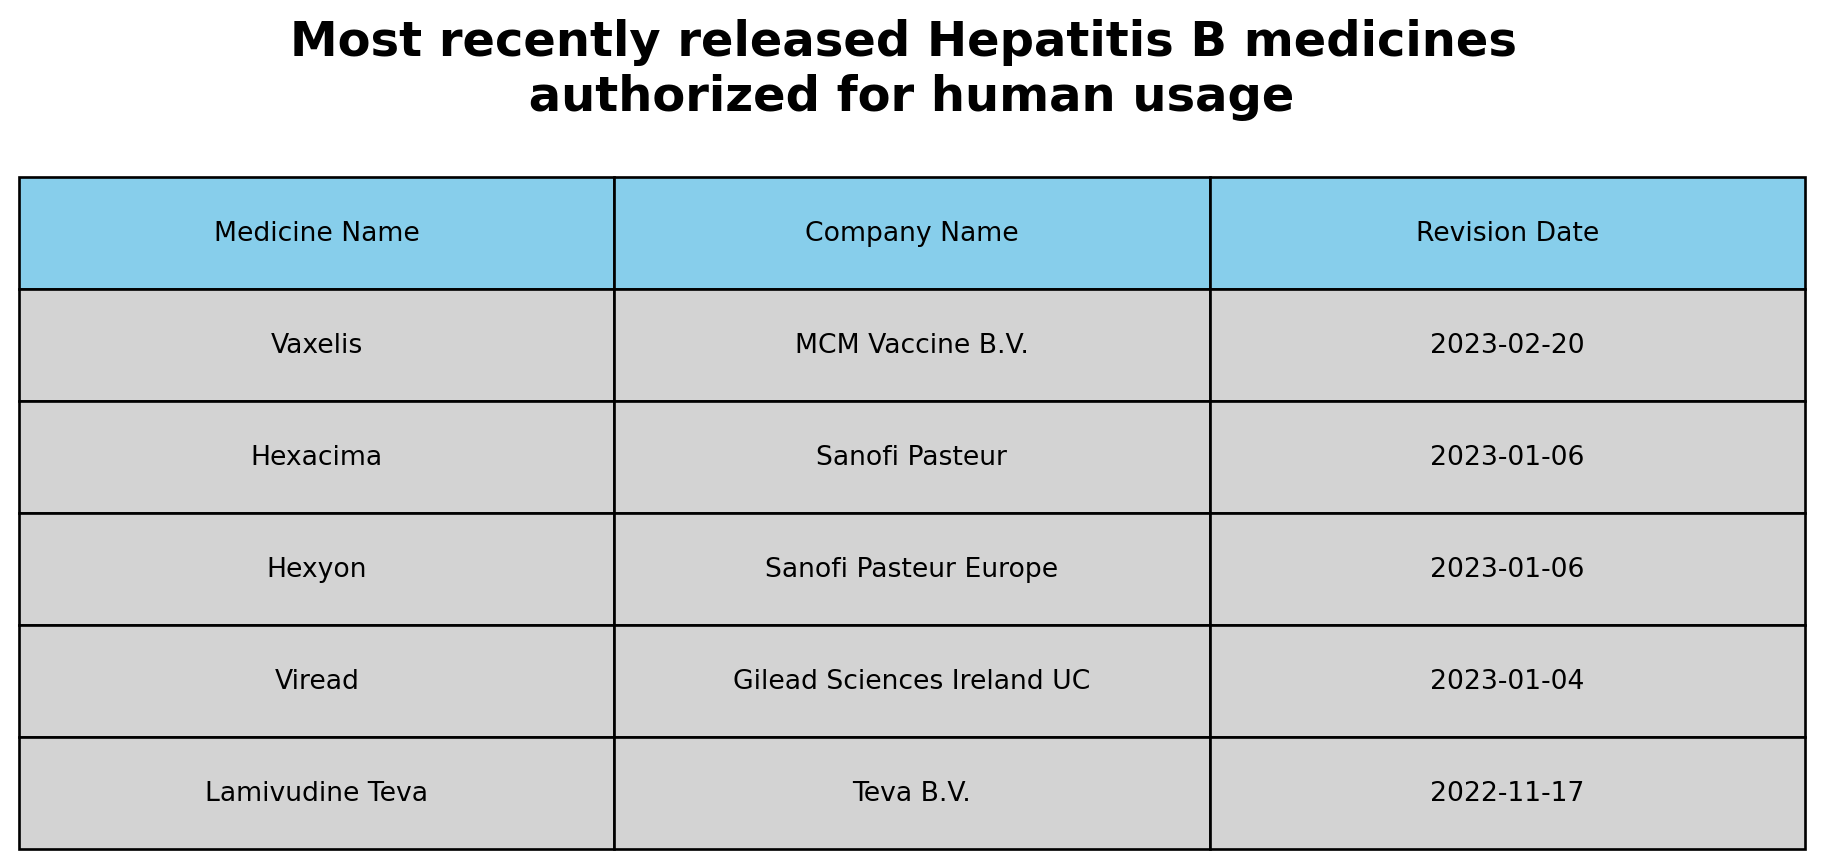 Most recently released Hepatitis B medicines
authorized for human usage
Medicine Name Company Name Revision Date
Vaxelis MCM Vaccine B.V. 2023-02-20
Hexacima Sanofi Pasteur 2023-01-06
Hexyon Sanofi Pasteur Europe 2023-01-06
Viread Gilead Sciences Ireland UC 2023-01-04
Lamivudine Teva Teva B.V. 2022-11-17